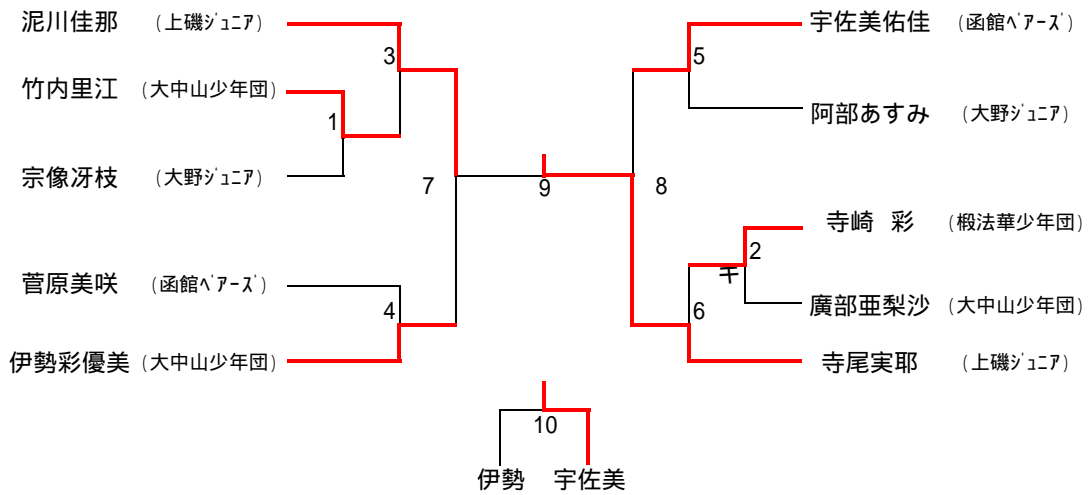 泥川佳那 (上磯ｼﾞｭﾆｱ)
3
竹内里江 (大中山少年団)
1
宗像冴枝 (大野ｼﾞｭﾆｱ)
7
菅原美咲 (函館ﾍﾞｱｰｽﾞ)
4
伊勢彩優美 (大中山少年団)
9
宇佐美佑佳 (函館ﾍﾞｱｰｽﾞ)
5
阿部あすみ (大野ｼﾞｭﾆｱ)
8
寺崎 彩 (椴法華少年団)
2
キ
廣部亜梨沙 (大中山少年団)
6
寺尾実耶 (上磯ｼﾞｭﾆｱ)
10
伊勢 宇佐美